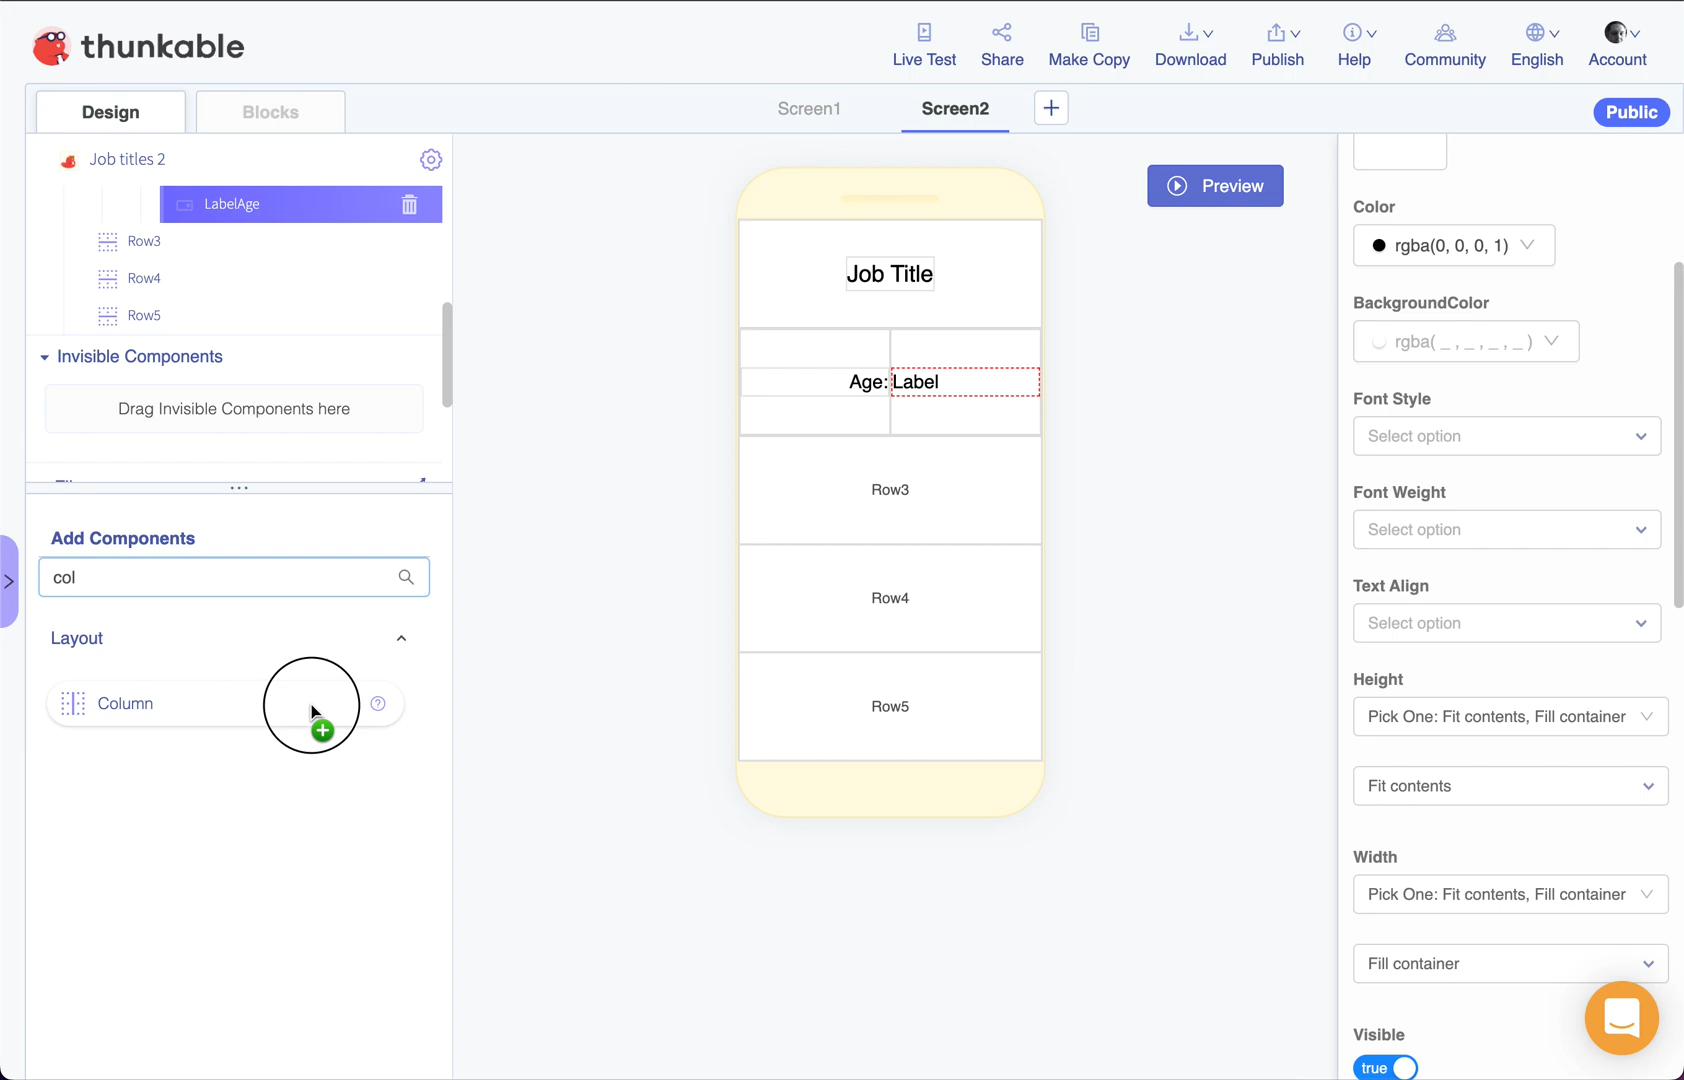 thunkable
Live Test
Share
Make Copy
Download
Publish
Help
Community
English
Account
Design
Blocks
Screen1
Screen2
+
Public
Job titles 2
LabelAge
Row3
Row4
Row5
Invisible Components
Drag Invisible Components here
Add Components
col
Layout
Column
Preview
Job Title
Age: Label
Row3
Row4
Row5
Color
rgba(0, 0, 0, 1)
BackgroundColor
rgba( _ , _ , _ , _ )
Font Style
Select option
Font Weight
Select option
Text Align
Select option
Height
Pick One: Fit contents, Fill container
Fit contents
Width
Pick One: Fit contents, Fill container
Fill container
Visible
true